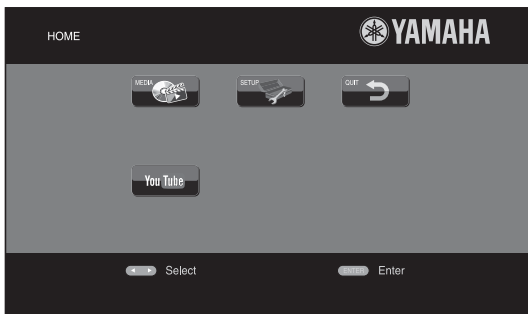 HOME
YAMAHA
MEDIA
SETUP
QUIT
You Tube
Select
ENTER Enter